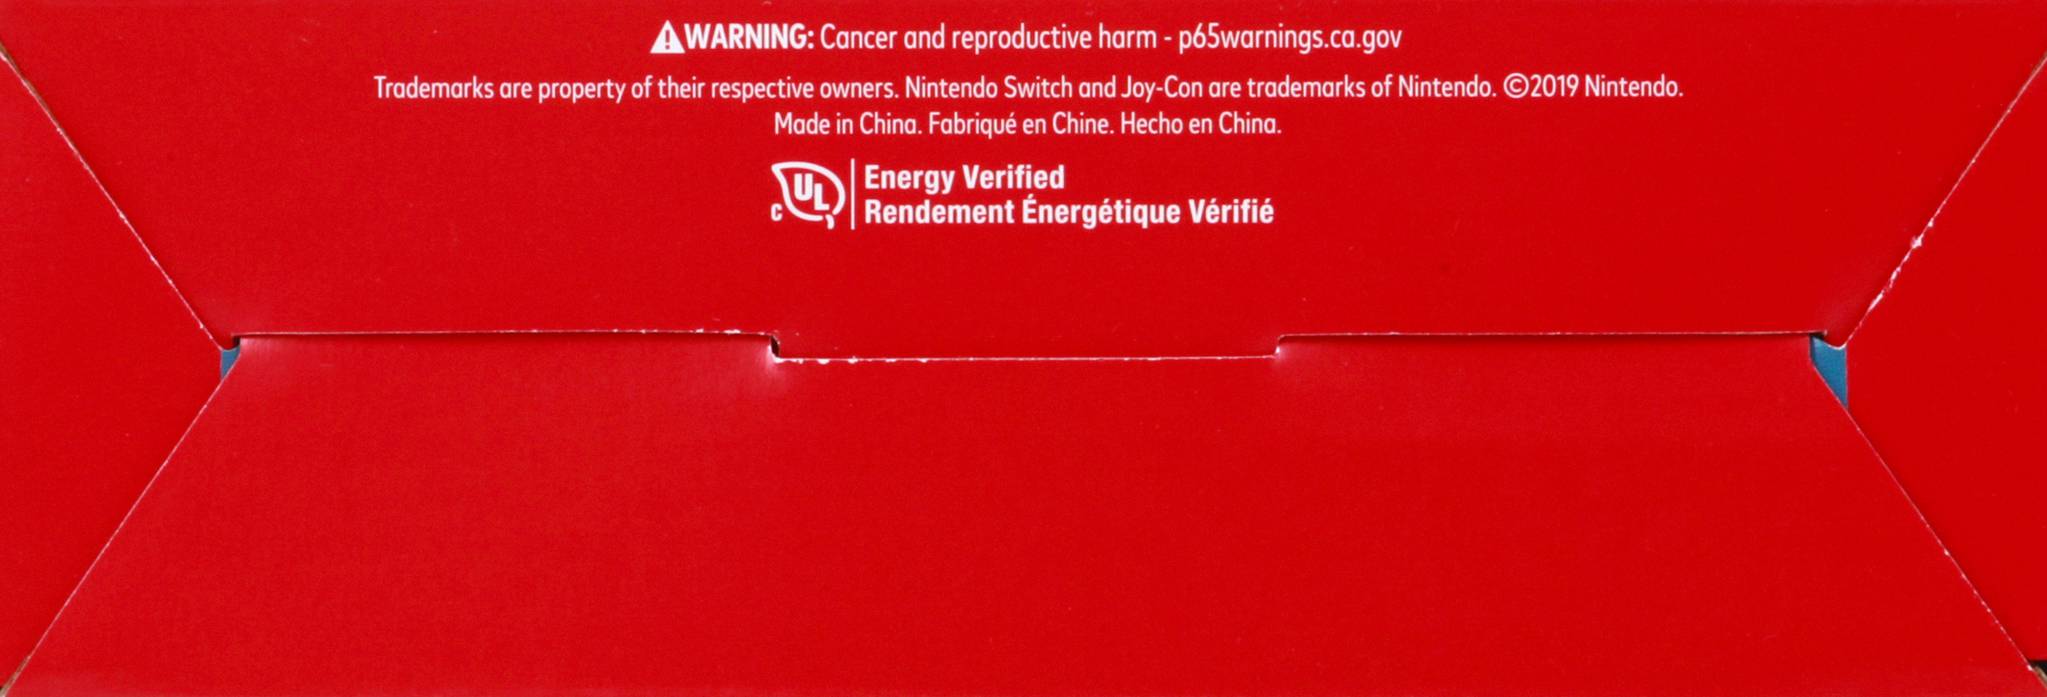 ⚠WARNING: Cancer and reproductive harm - p65warnings.ca.gov
Trademarks are property of their respective owners. Nintendo Switch and Joy-Con are trademarks of Nintendo. ©2019 Nintendo.
Made in China. Fabriqué en Chine. Hecho en China.
C UL Energy Verified
Rendement Énergétique Vérifié